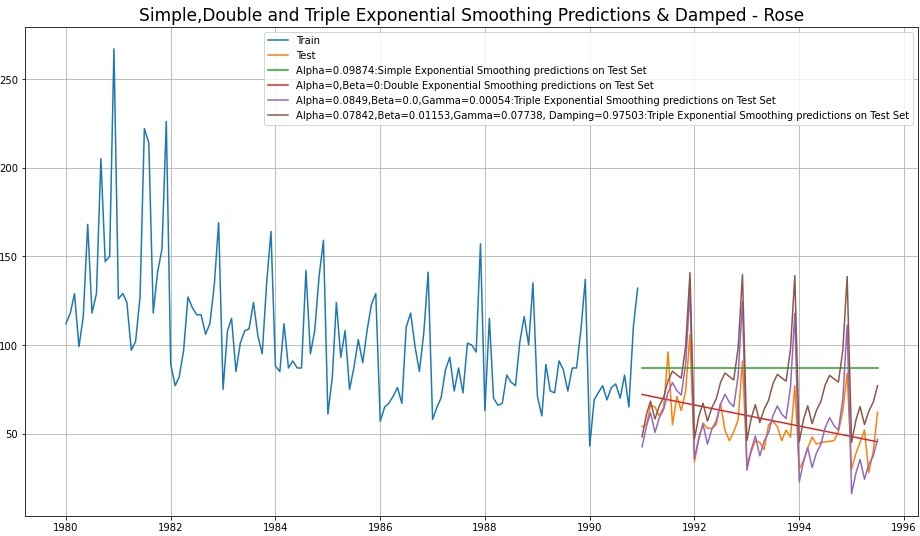 Simple,Double and Triple Exponential Smoothing Predictions & Damped - Rose
Train
Test
Alpha=0.09874:Simple Exponential Smoothing predictions on Test Set
Alpha=0,Beta=0:Double Exponential Smoothing predictions on Test Set
Alpha=0.0849,Beta=0.0,Gamma=0.00054:Triple Exponential Smoothing predictions on Test Set
Alpha=0.07842,Beta=0.01153,Gamma=0.07738, Damping=0.97503:Triple Exponential Smoothing predictions on Test Set
250
200
150
100
50
1980 1982 1984 1986 1988 1990 1992 1994 1996